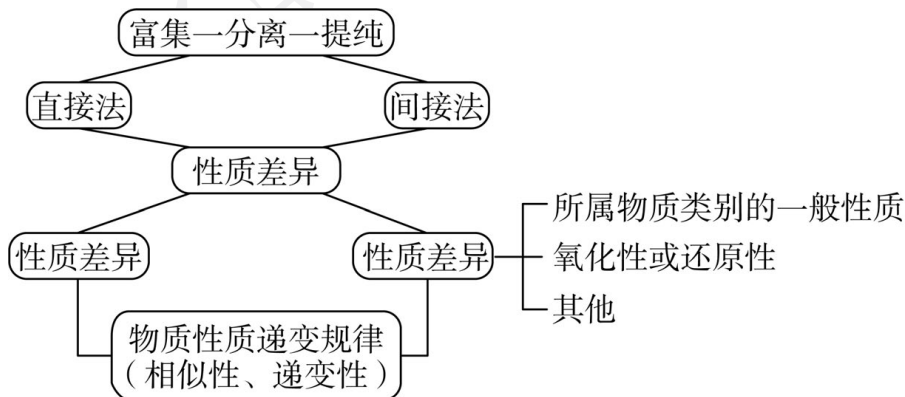 富集—分离—提纯
直接法
间接法
性质差异
性质差异
性质差异
所属物质类别的一般性质
氧化性或还原性
其他
物质性质递变规律
（相似性、递变性）